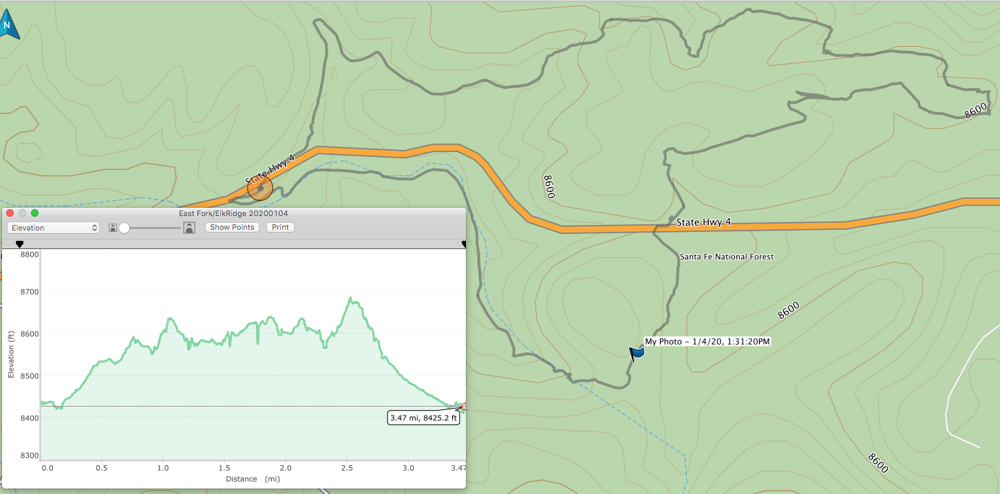 N
State Hwy 4
8600
8600
State Hwy 4
Santa Fe National Forest
8600
My Photo – 1/4/20, 1:31:20PM
8600
East Fork/ElkRidge 20200104
Elevation
Show Points
Print
8800
8700
8600
8500
8400
8300
Elevation (ft)
3.47 mi, 8425.2 ft
0.0 0.5 1.0 1.5 2.0 2.5 3.0 3.47
Distance (mi)